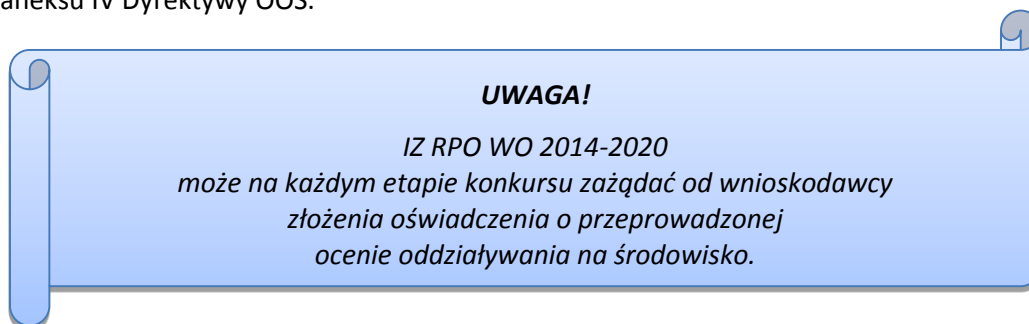 aneksu IV Dyrektywy OOŚ.
UWAGA!
IZ RPO WO 2014-2020
może na każdym etapie konkursu zażądać od wnioskodawcy
złożenia oświadczenia o przeprowadzonej
ocenie oddziaływania na środowisko.